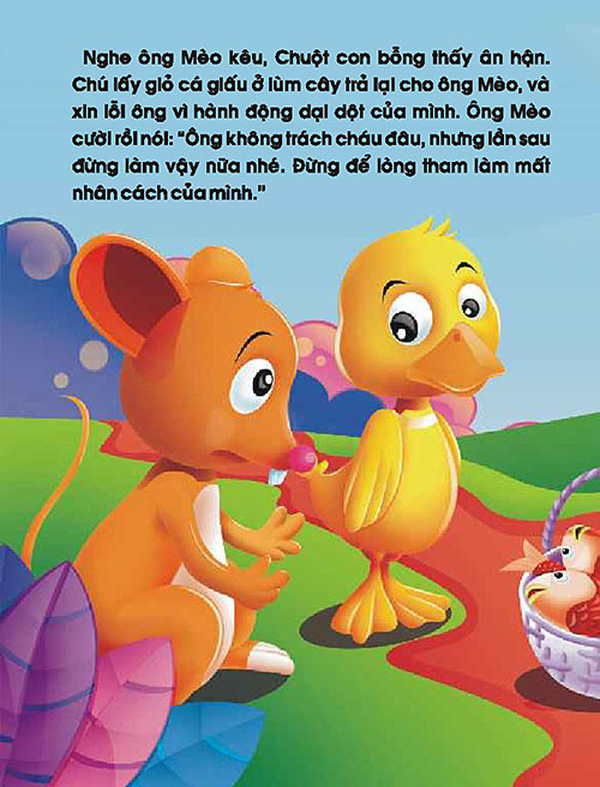 Nghe ông Mèo kêu, Chuột con bỗng thấy ân hận.
Chú lấy giỏ cá giấu ở lùm cây trả lại cho ông Mèo, và
xin lỗi ông vì hành động dại dột của mình. Ông Mèo
cười rồi nói: "Ông không trách cháu đâu, nhưng lần sau
đừng làm vậy nữa nhé. Đừng để lòng tham làm mất
nhân cách của mình."